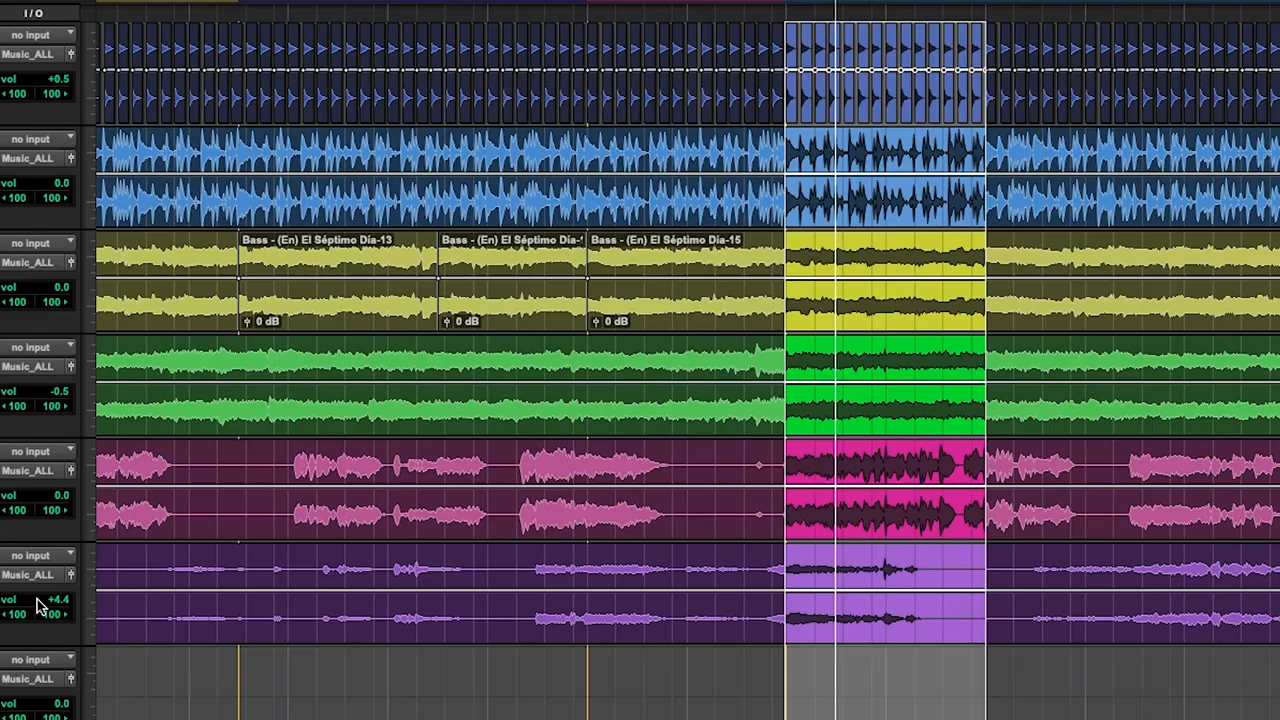 I / O
no input
Music_ALL
vol +0.5
100 100
no input
Music_ALL
vol 0.0
100 100
no input
Music_ALL
vol 0.0
100 100
Bass - (En) El Séptimo Día-13
Bass - (En) El Séptimo Día-
Bass - (En) El Séptimo Día-15
0 dB
0 dB
0 dB
no input
Music_ALL
vol -0.5
100 100
no input
Music_ALL
vol 0.0
100 100
no input
Music_ALL
vol +4.4
100 100
no input
Music_ALL
vol 0.0
100 100